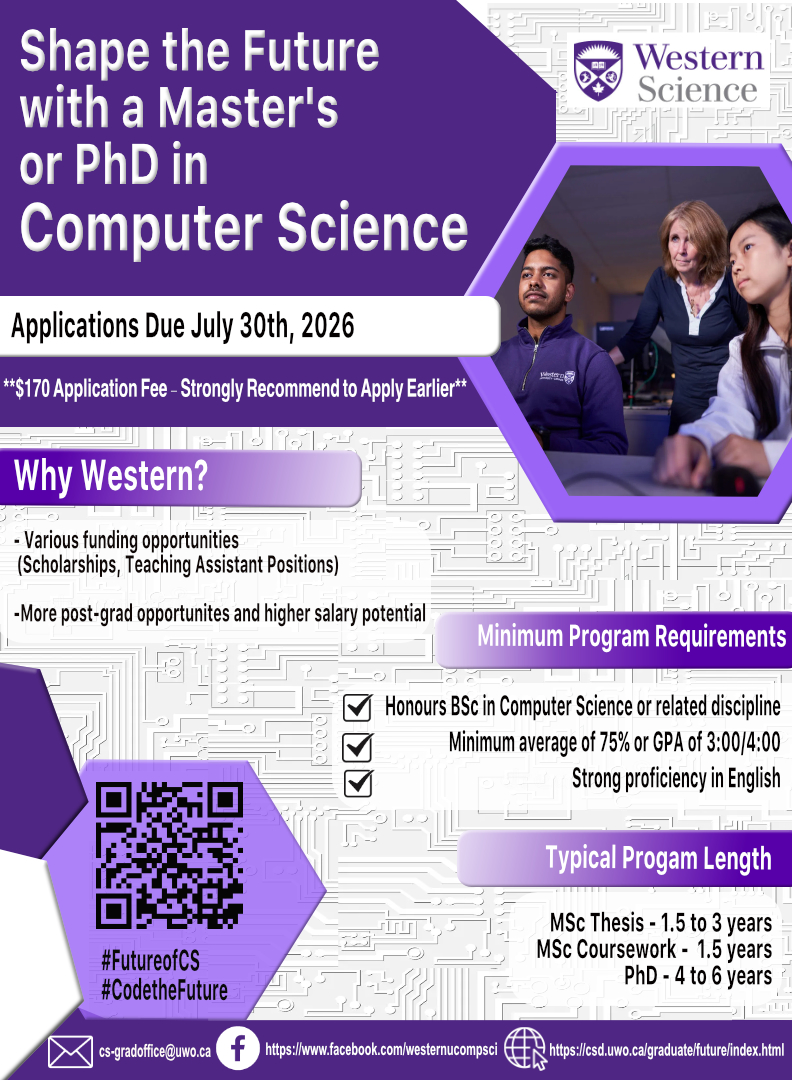 Shape the Future
with a Master's
or PhD in
Computer Science
Western
Science
Applications Due July 30th, 2026
**$170 Application Fee – Strongly Recommend to Apply Earlier**
Western
Why Western?
- Various funding opportunities
(Scholarships, Teaching Assistant Positions)
-More post-grad opportunites and higher salary potential
Minimum Program Requirements
Honours BSc in Computer Science or related discipline
Minimum average of 75% or GPA of 3:00/4:00
Strong proficiency in English
Typical Progam Length
MSc Thesis - 1.5 to 3 years
MSc Coursework - 1.5 years
PhD - 4 to 6 years
#FutureofCS
#CodetheFuture
cs-gradoffice@uwo.ca
https://www.facebook.com/westernucompsci
https://csd.uwo.ca/graduate/future/index.html